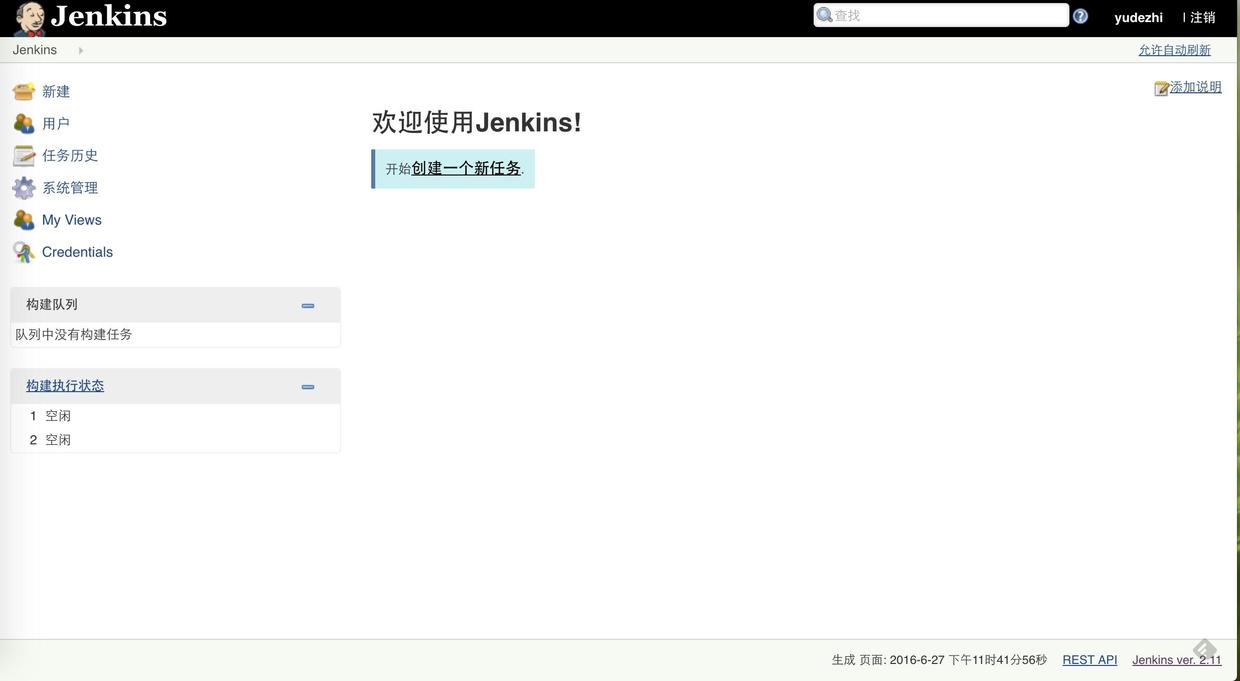 Jenkins
查找
yudezhi
| 注销
Jenkins
允许自动刷新
新建
用户
任务历史
系统管理
My Views
Credentials
构建队列
队列中没有构建任务
构建执行状态
1 空闲
2 空闲
添加说明
欢迎使用Jenkins!
开始创建一个新任务.
生成 页面: 2016-6-27 下午11时41分56秒 REST API Jenkins ver. 2.11